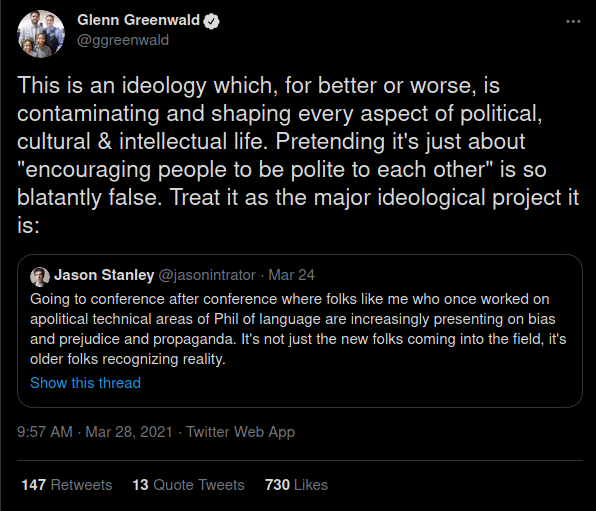 Glenn Greenwald
@ggreenwald
This is an ideology which, for better or worse, is
contaminating and shaping every aspect of political,
cultural & intellectual life. Pretending it's just about
"encouraging people to be polite to each other" is so
blatantly false. Treat it as the major ideological project it
is:
Jason Stanley @jasonintrator · Mar 24
Going to conference after conference where folks like me who once worked on
apolitical technical areas of Phil of language are increasingly presenting on bias
and prejudice and propaganda. It's not just the new folks coming into the field, it's
older folks recognizing reality.
Show this thread
9:57 AM · Mar 28, 2021 · Twitter Web App
147 Retweets 13 Quote Tweets 730 Likes